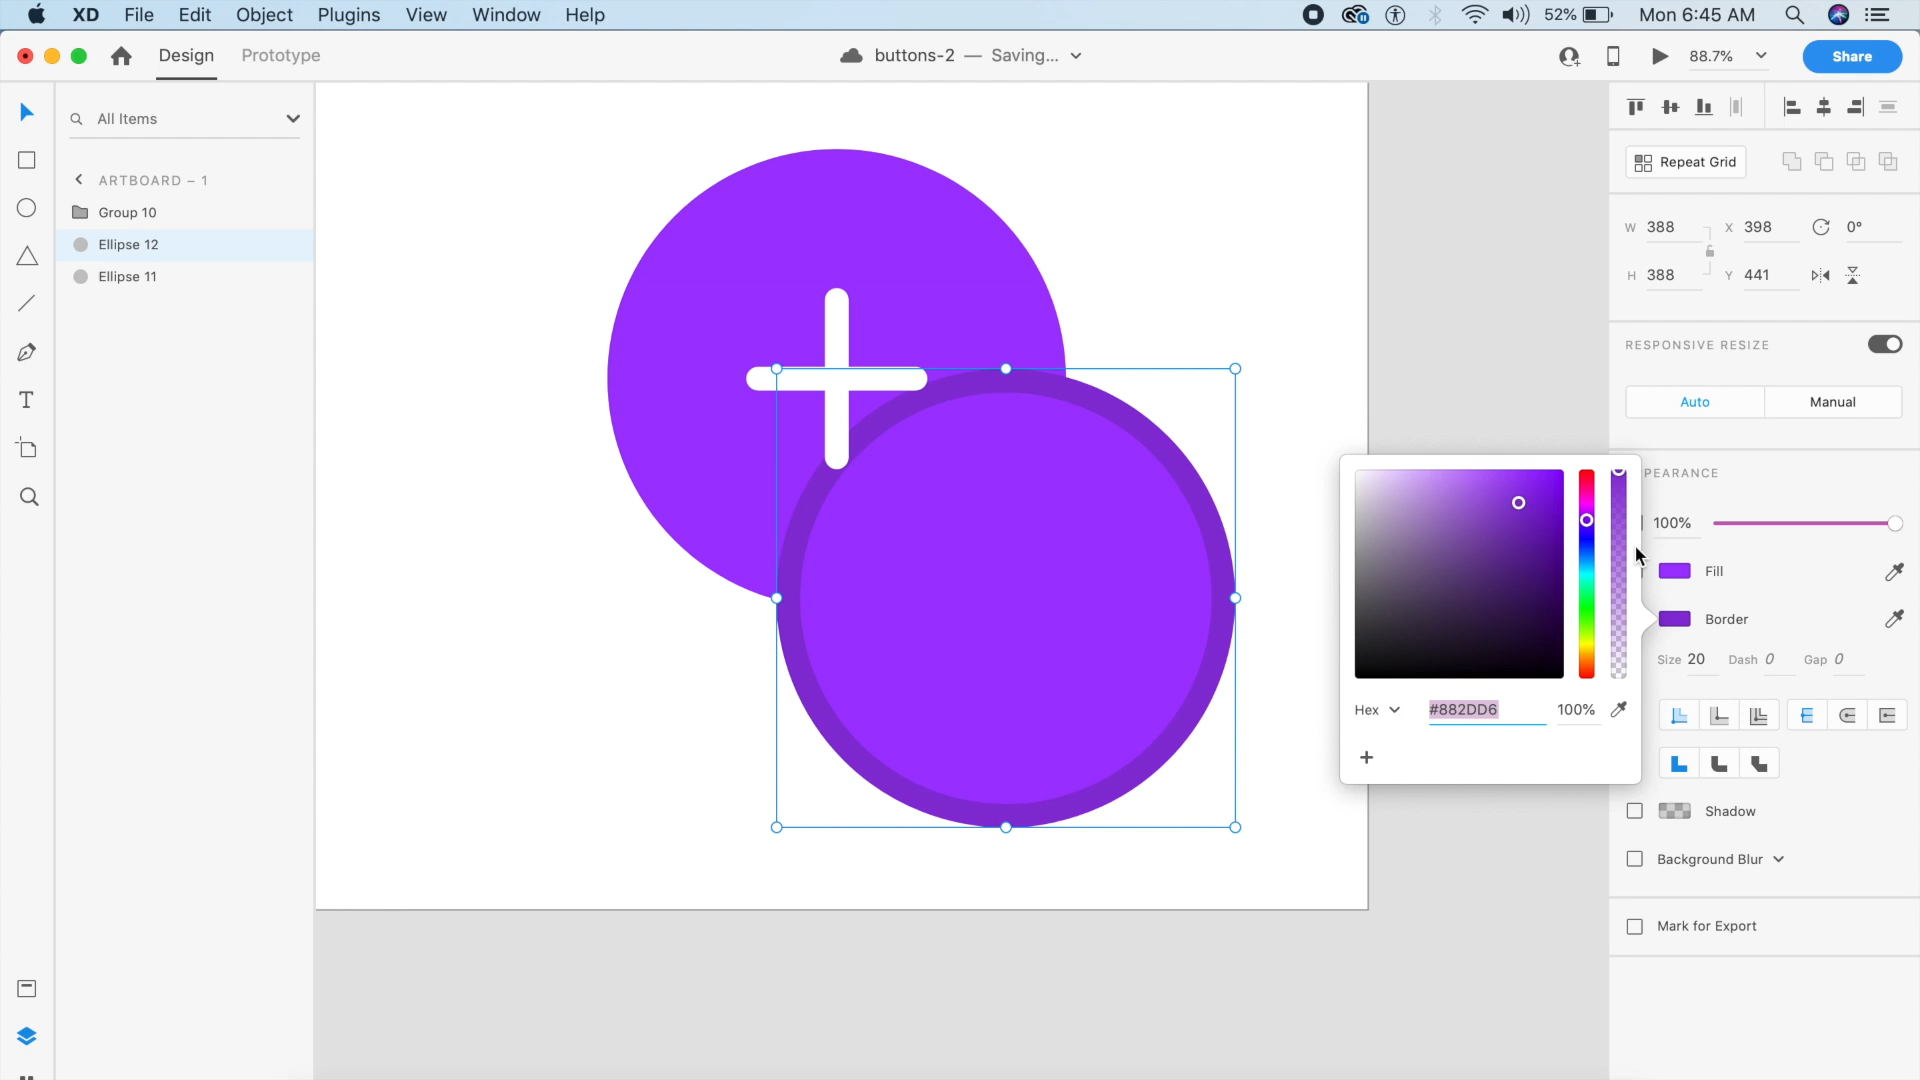 XD File Edit Object Plugins View Window Help 52% Mon 6:45 AM
Design Prototype buttons-2 — Saving... 88.7% Share
All Items
ARTBOARD – 1
Group 10
Ellipse 12
Ellipse 11
Repeat Grid
W 388 X 398 0°
H 388 Y 441
RESPONSIVE RESIZE
Auto Manual
PEARANCE
100%
Fill
Border
Size 20 Dash 0 Gap 0
Hex #882DD6 100%
Shadow
Background Blur
Mark for Export